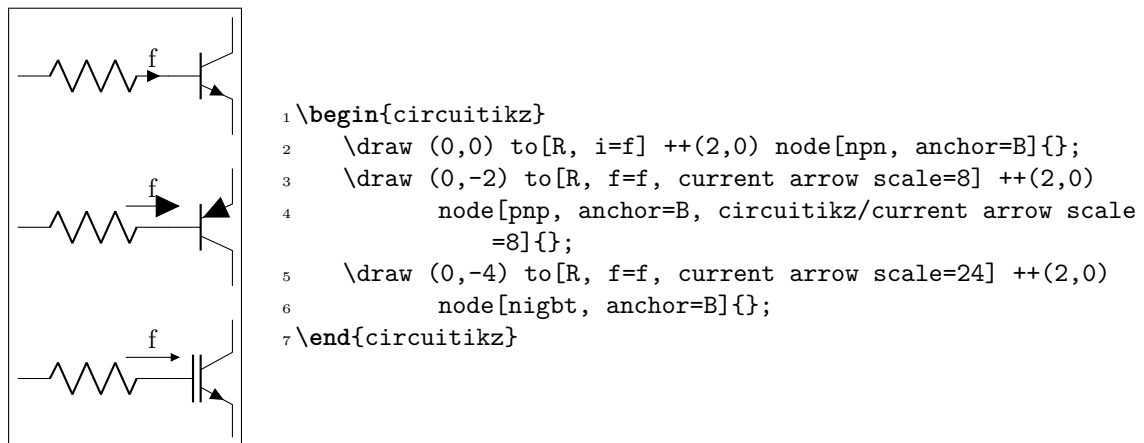 f
f
f
1 \begin{circuitikz}
2 \draw (0,0) to[R, i=f] ++(2,0) node[npn, anchor=B]{};
3 \draw (0,-2) to[R, f=f, current arrow scale=8] ++(2,0)
4 node[pnp, anchor=B, circuitikz/current arrow scale
=8]{};
5 \draw (0,-4) to[R, f=f, current arrow scale=24] ++(2,0)
6 node[nigbt, anchor=B]{};
7 \end{circuitikz}